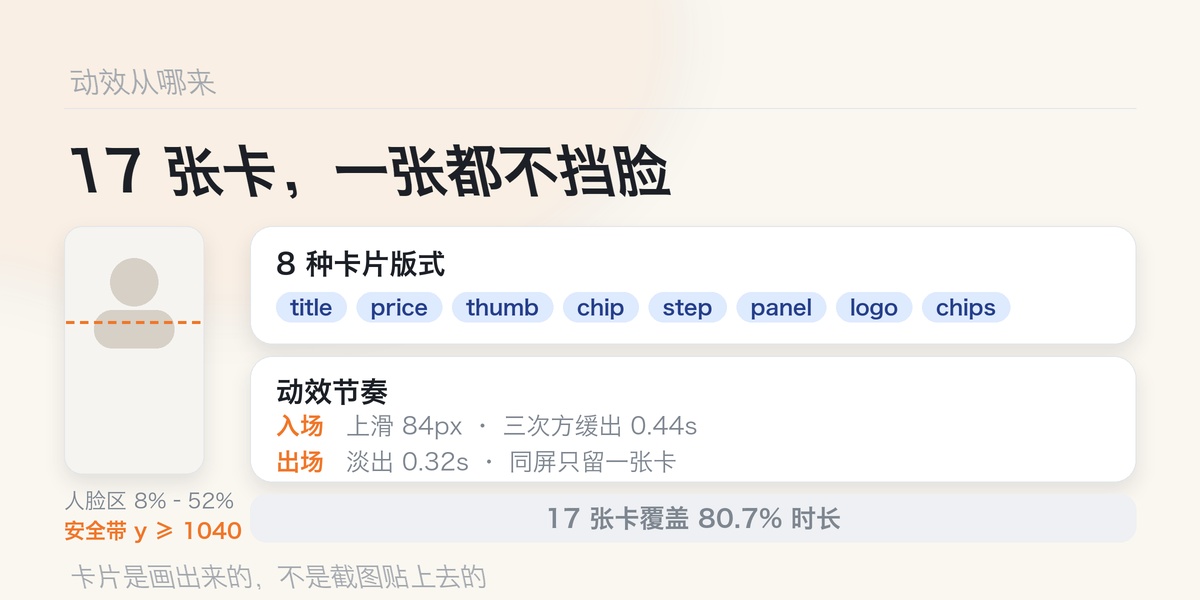 动效从哪来
17 张卡，一张都不挡脸
8 种卡片版式
title price thumb chip step panel logo chips
动效节奏
入场 上滑 84px · 三次方缓出 0.44s
出场 淡出 0.32s · 同屏只留一张卡
人脸区 8% - 52%
安全带 y ⩾ 1040
17 张卡覆盖 80.7% 时长
卡片是画出来的，不是截图贴上去的